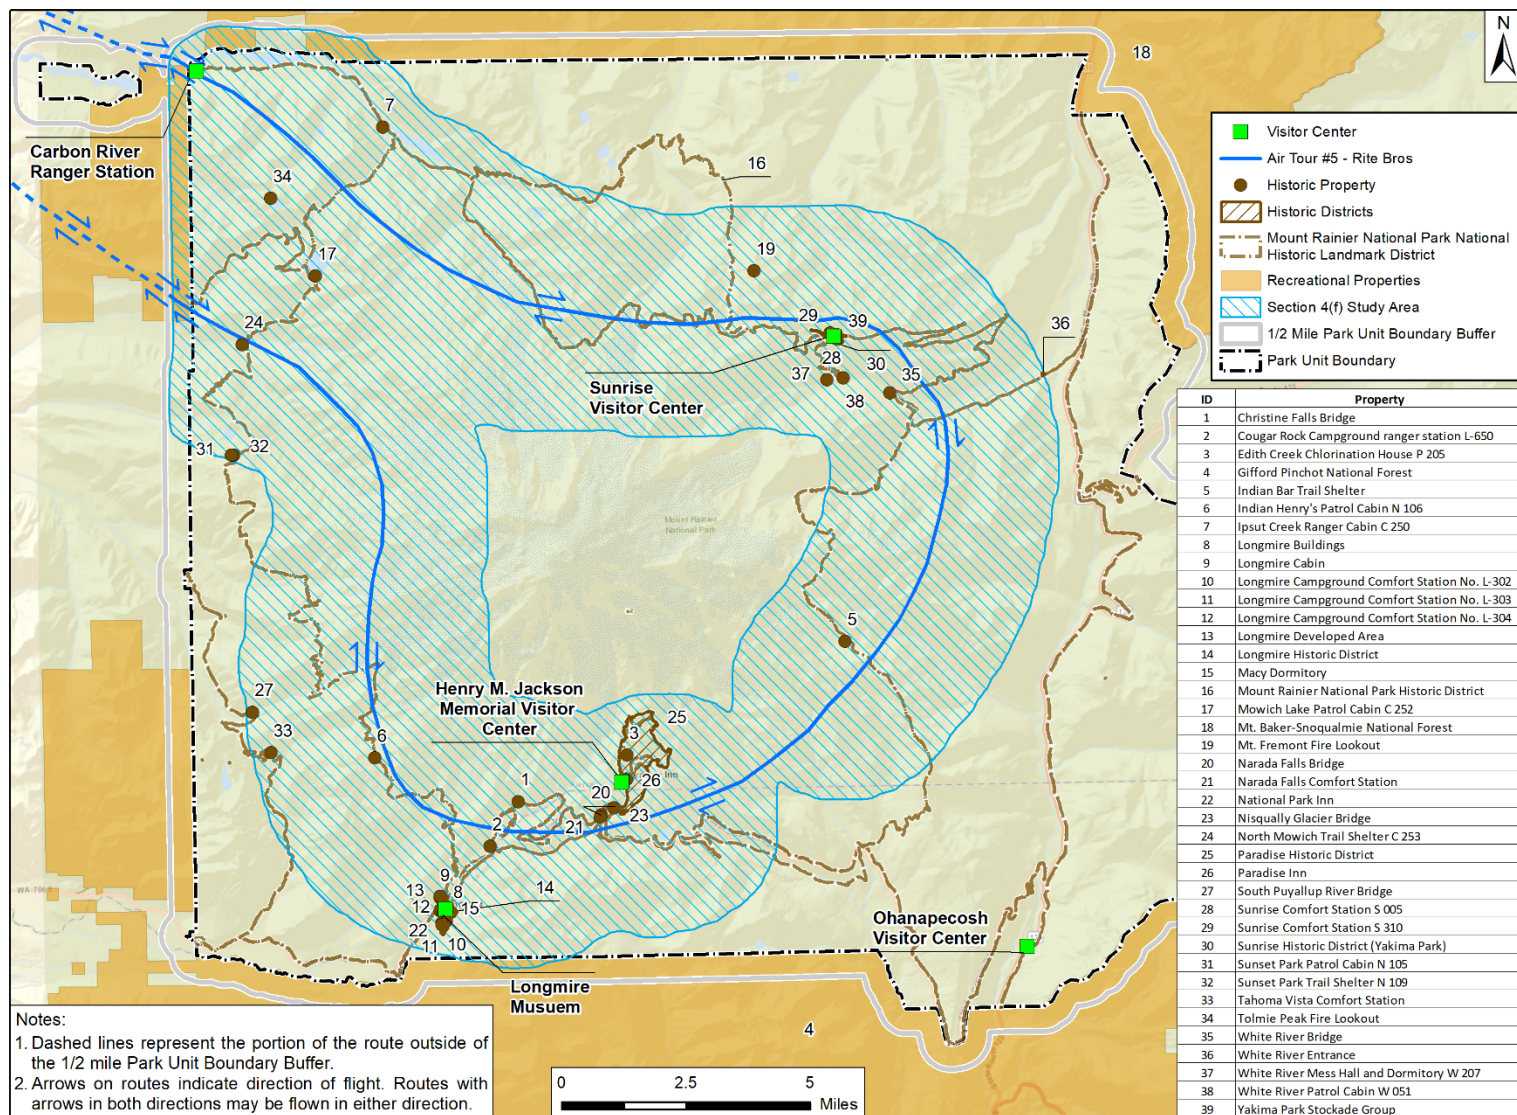 N
18
7
Carbon River
Ranger Station
16
34
19
17
24
29
39
36
30
28
37
35
38
Sunrise
Visitor Center
31
32
Mount Rainier
National Park
5
27
Henry M. Jackson
Memorial Visitor
Center
25
33
6
3
26
Inn
1
20
23
2
21
9
13
8
14
12
15
22
11
10
WA 706 E
Ohanapecosh
Visitor Center
Longmire
Musuem
4
Visitor Center
Air Tour #5 - Rite Bros
Historic Property
Historic Districts
Mount Rainier National Park National
Historic Landmark District
Recreational Properties
Section 4(f) Study Area
1/2 Mile Park Unit Boundary Buffer
Park Unit Boundary
ID Property
1 Christine Falls Bridge
2 Cougar Rock Campground ranger station L-650
3 Edith Creek Chlorination House P 205
4 Gifford Pinchot National Forest
5 Indian Bar Trail Shelter
6 Indian Henry's Patrol Cabin N 106
7 Ipsut Creek Ranger Cabin C 250
8 Longmire Buildings
9 Longmire Cabin
10 Longmire Campground Comfort Station No. L-302
11 Longmire Campground Comfort Station No. L-303
12 Longmire Campground Comfort Station No. L-304
13 Longmire Developed Area
14 Longmire Historic District
15 Macy Dormitory
16 Mount Rainier National Park Historic District
17 Mowich Lake Patrol Cabin C 252
18 Mt. Baker-Snoqualmie National Forest
19 Mt. Fremont Fire Lookout
20 Narada Falls Bridge
21 Narada Falls Comfort Station
22 National Park Inn
23 Nisqually Glacier Bridge
24 North Mowich Trail Shelter C 253
25 Paradise Historic District
26 Paradise Inn
27 South Puyallup River Bridge
28 Sunrise Comfort Station S 005
29 Sunrise Comfort Station S 310
30 Sunrise Historic District (Yakima Park)
31 Sunset Park Patrol Cabin N 105
32 Sunset Park Trail Shelter N 109
33 Tahoma Vista Comfort Station
34 Tolmie Peak Fire Lookout
35 White River Bridge
36 White River Entrance
37 White River Mess Hall and Dormitory W 207
38 White River Patrol Cabin W 051
39 Yakima Park Stockade Group
Notes:
1. Dashed lines represent the portion of the route outside of
the 1/2 mile Park Unit Boundary Buffer.
2. Arrows on routes indicate direction of flight. Routes with
arrows in both directions may be flown in either direction.
0 2.5 5
Miles